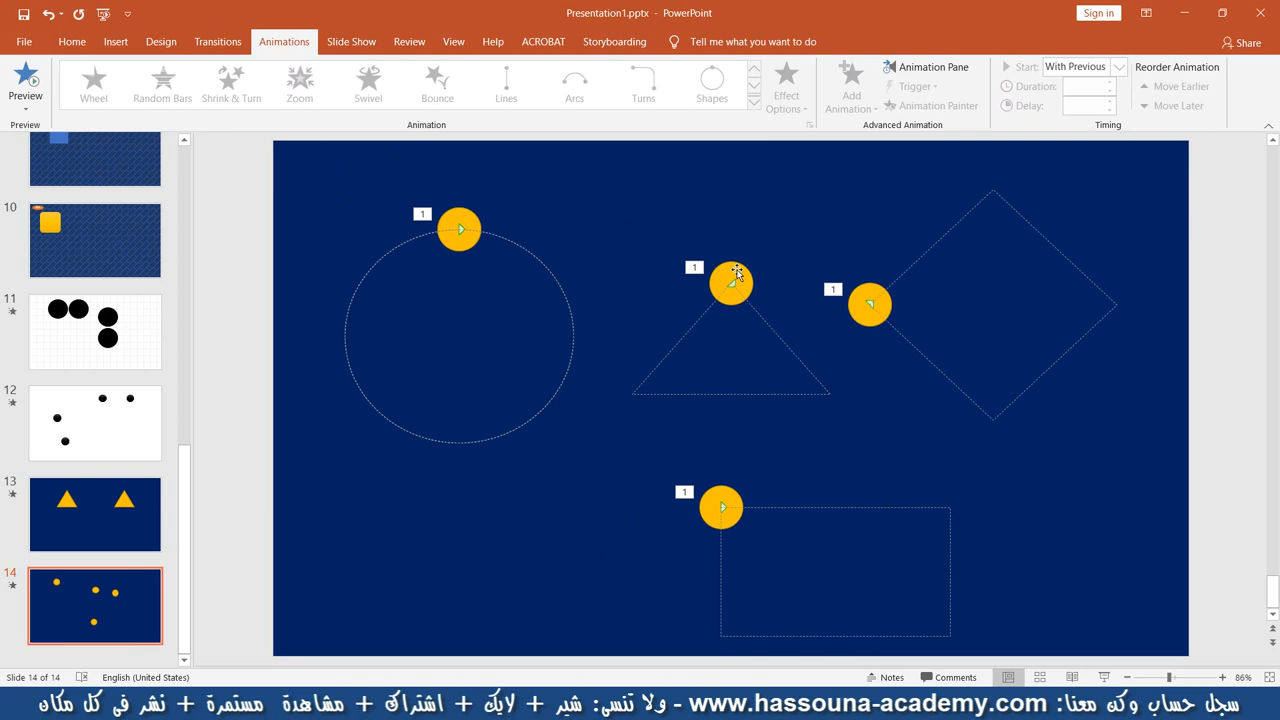 Presentation1.pptx - PowerPoint
Sign in
File Home Insert Design Transitions Animations Slide Show Review View Help ACROBAT Storyboarding Tell me what you want to do
Share
Preview
Wheel Random Bars Shrink & Turn Zoom Swivel Bounce Lines Arcs Turns Shapes
Effect Options
Add Animation
Animation Pane
Trigger
Animation Painter
Start: With Previous
Duration:
Delay:
Reorder Animation
Move Earlier
Move Later
Preview Animation Advanced Animation Timing
10
11
12
13
14
1
1
1
1
Slide 14 of 14 English (United States) Notes Comments 86%
سجل حساب وكن معنا: www.hassouna-academy.com - ولا تنسى: شير + لايك + اشتراك + مشاهدة مستمرة + نشر في كل مكان